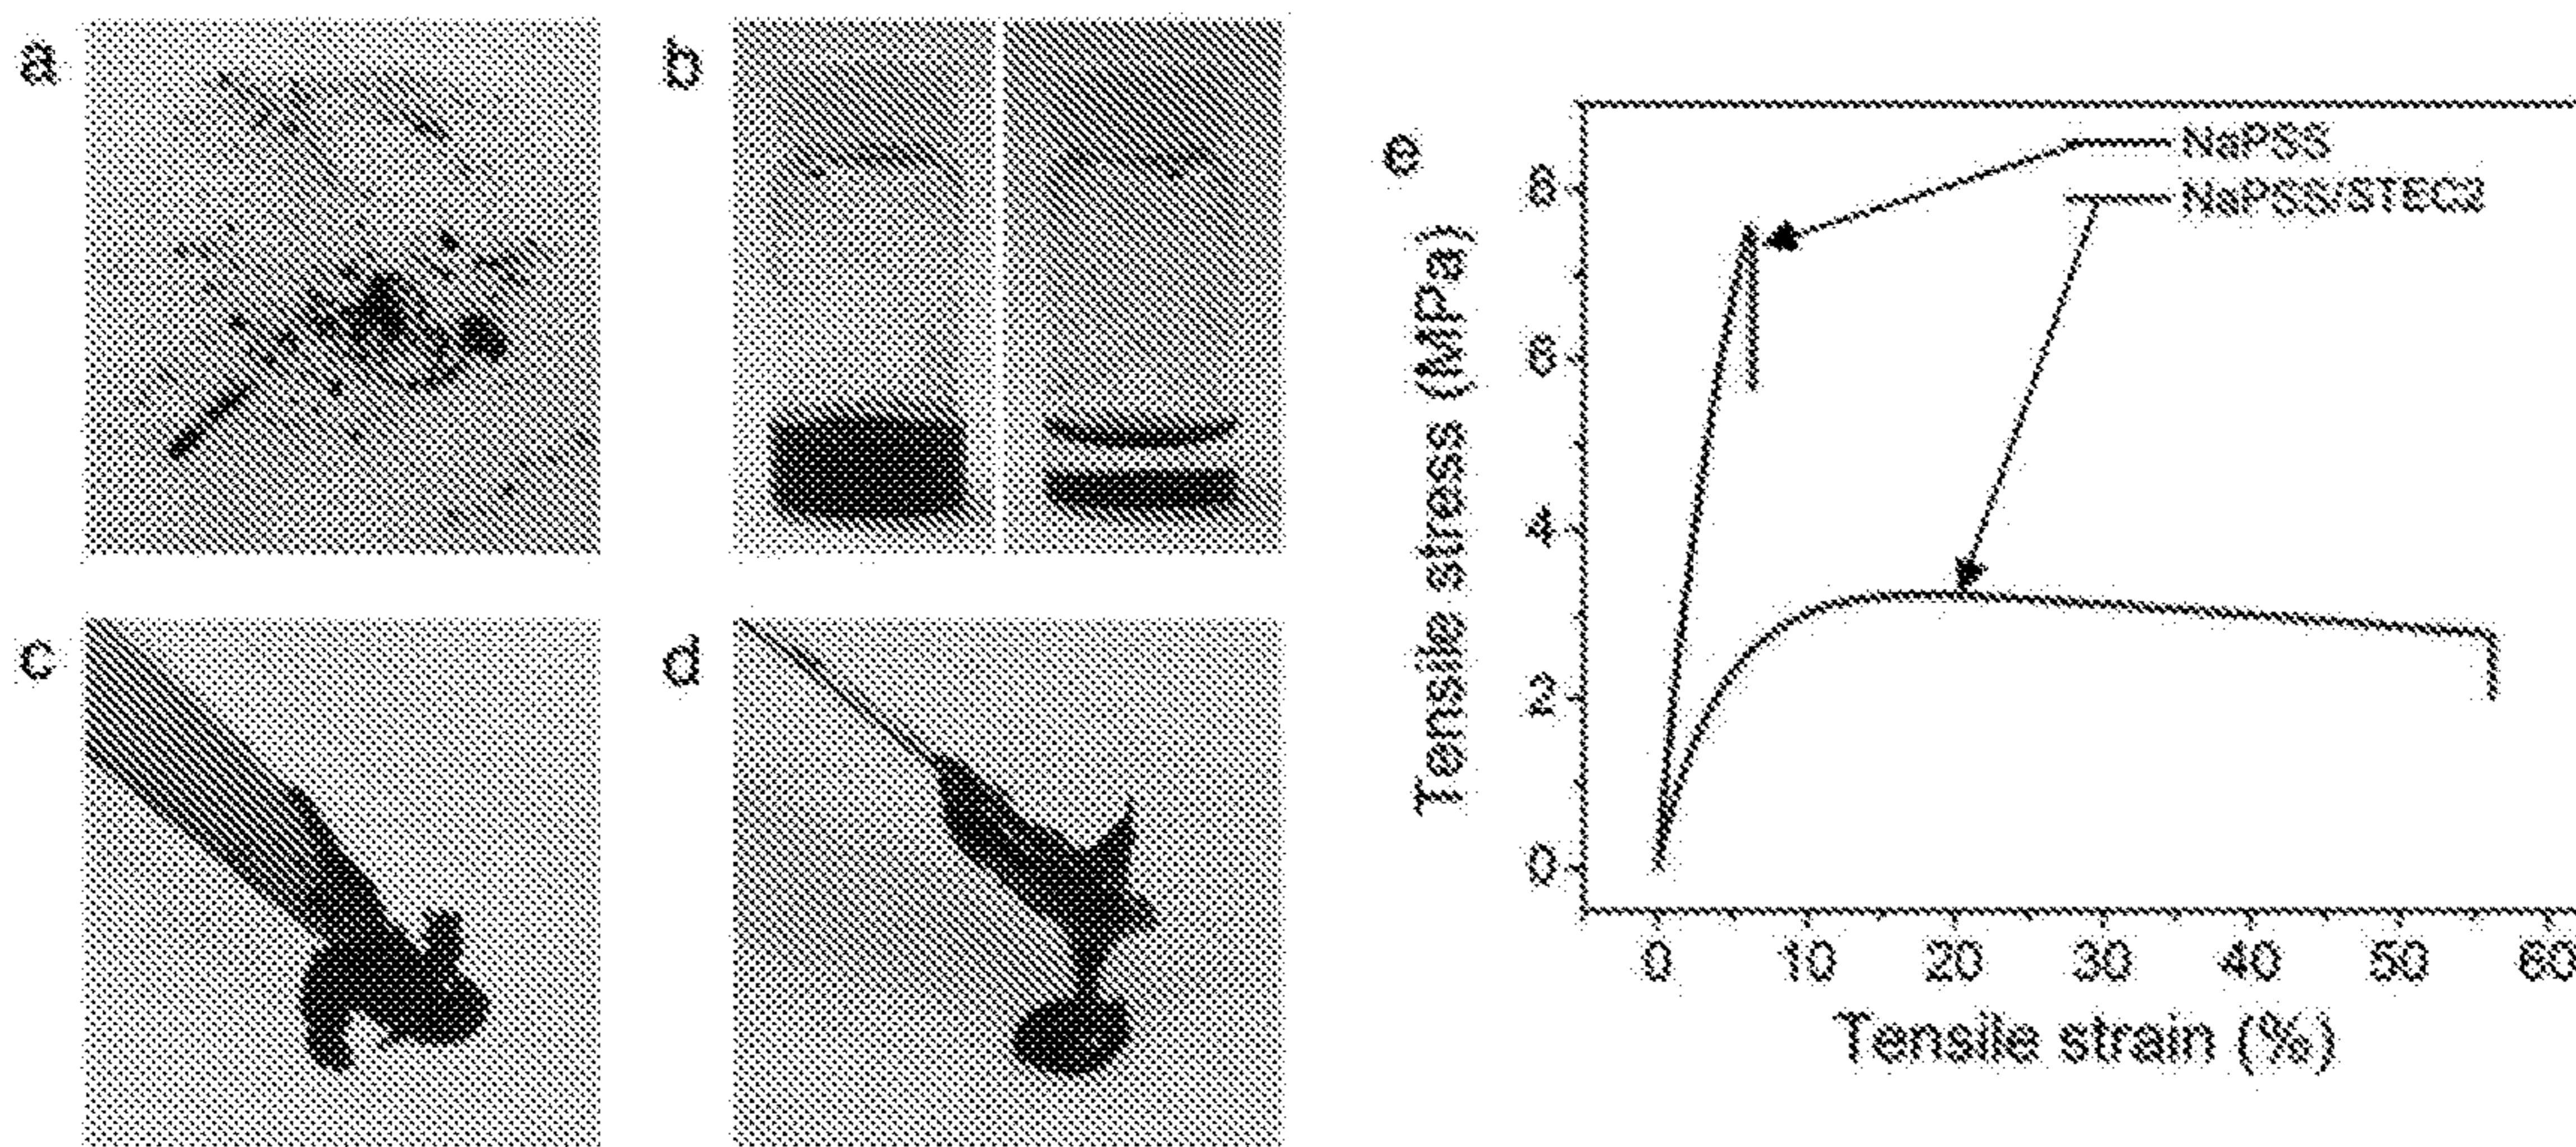 a
b
c
d
e
NaPSS
NaPSS/STEC2
Tensile stress (MPa)
8
6
4
2
0
0 10 20 30 40 50 60
Tensile strain (%)